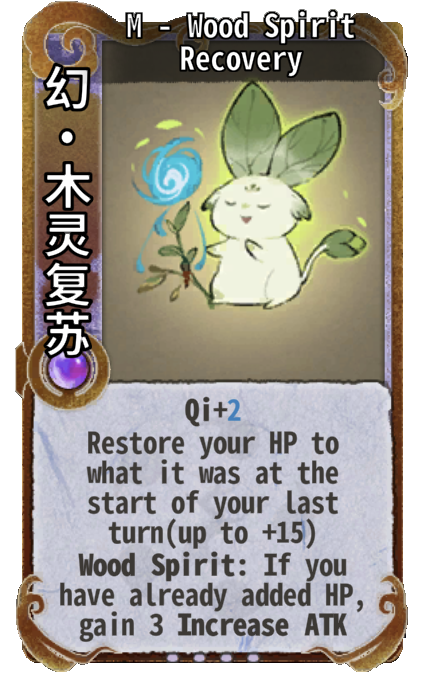 M - Wood Spirit
Recovery
幻·木灵复苏
Qi+2
Restore your HP to
what it was at the
start of your last
turn(up to +15)
Wood Spirit: If you
have already added HP,
gain 3 Increase ATK